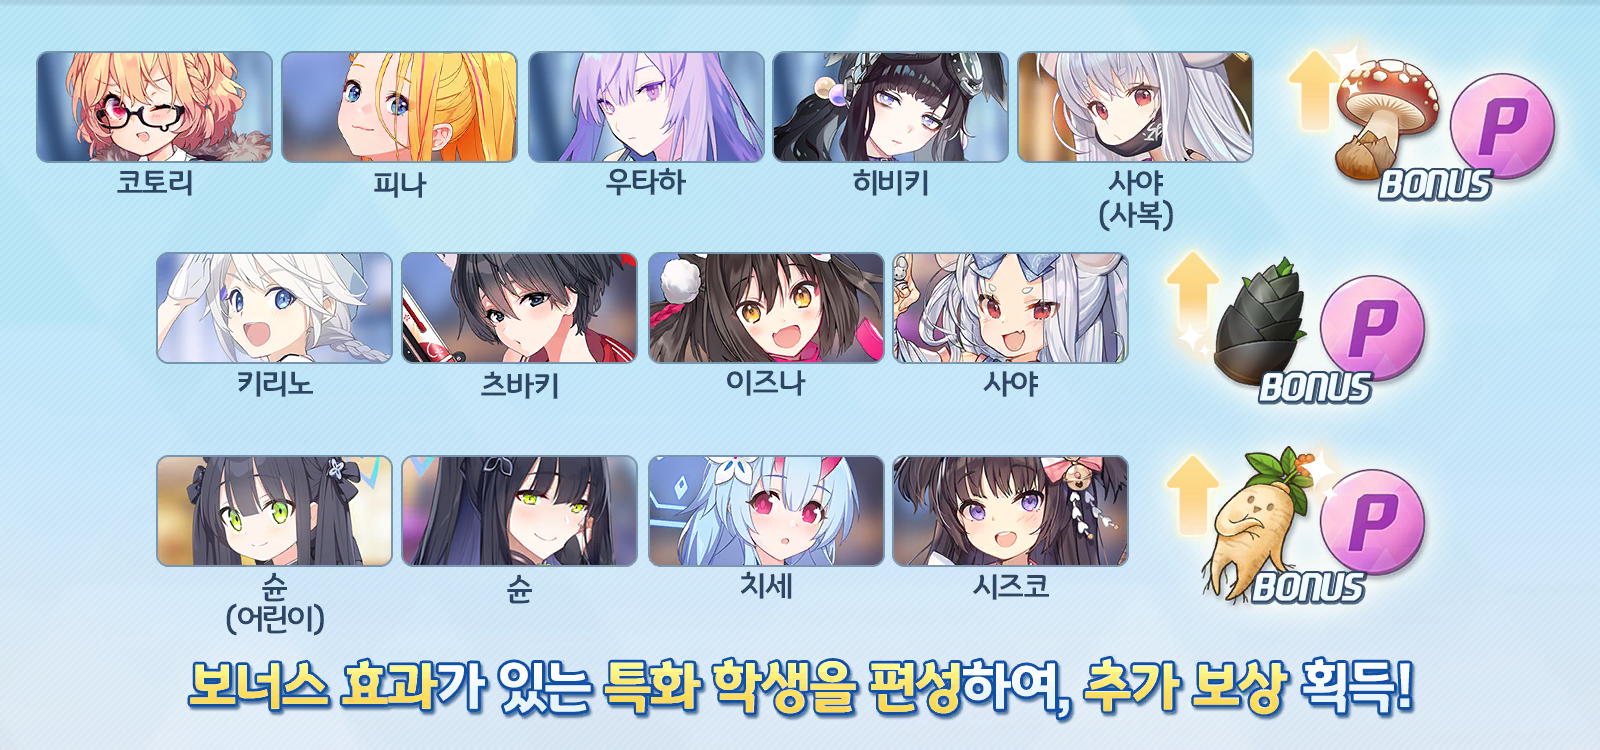 코토리
피나
우타하
히비키
사야
(사복)
P
BONUS
키리노
츠바키
이즈나
사야
P
BONUS
슌
(어린이)
슌
치세
시즈코
P
BONUS
보너스 효과가 있는 특화 학생을 편성하여, 추가 보상 획득!